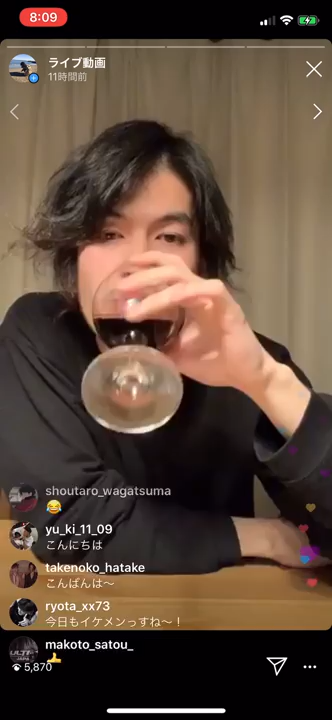 8:09
ライブ動画
11時間前
shoutaro_wagatsuma
😂
yu_ki_11_09
こんにちは
takenoko_hatake
こんばんは〜
ryota_xx73
今日もイケメンっすね〜！
makoto_satou_
👍
5,870